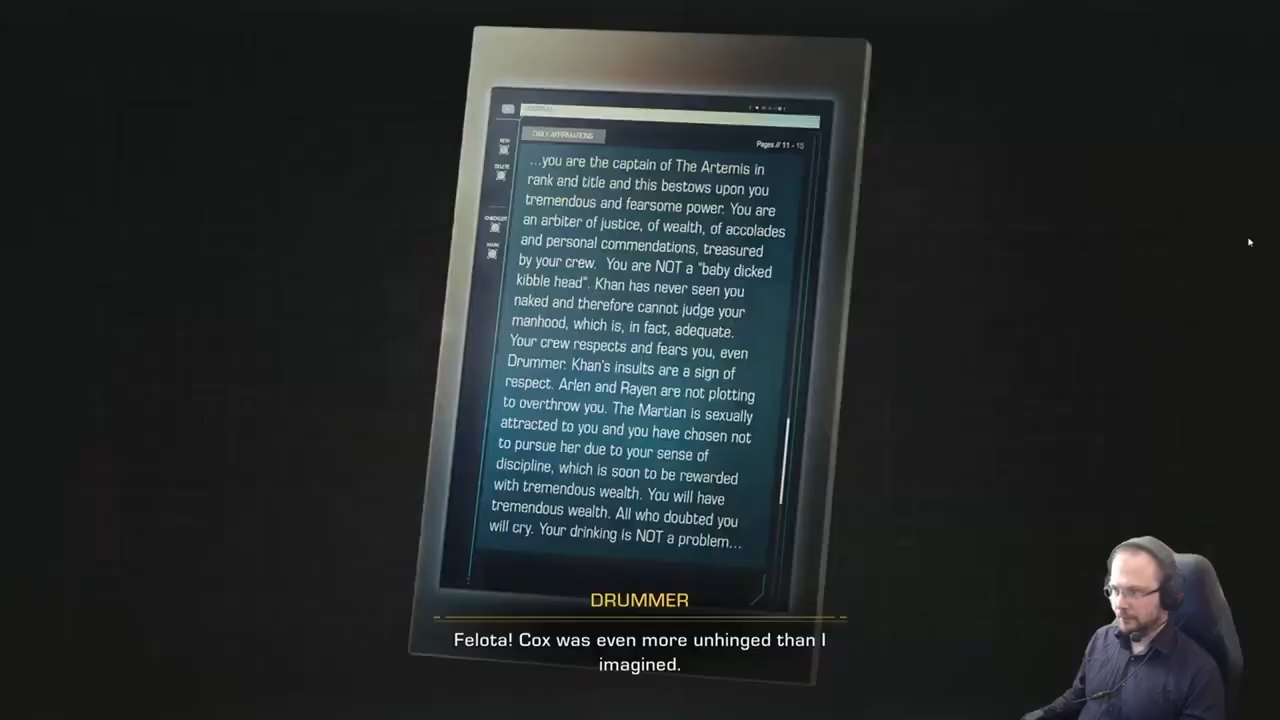 DAILY AFFIRMATIONS
Pages // 11 - 15
DELETE
CHECKLIST
...you are the captain of The Artemis in
rank and title and this bestows upon you
tremendous and fearsome power. You are
an arbiter of justice, of wealth, of accolades
and personal commendations, treasured
by your crew. You are NOT a "baby dicked
kibble head". Khan has never seen you
naked and therefore cannot judge your
manhood, which is, in fact, adequate.
Your crew respects and fears you, even
Drummer. Khan's insults are a sign of
respect. Arlen and Rayen are not plotting
to overthrow you. The Martian is sexually
attracted to you and you have chosen not
to pursue her due to your sense of
discipline, which is soon to be rewarded
with tremendous wealth. You will have
tremendous wealth. All who doubted you
will cry. Your drinking is NOT a problem...
DRUMMER
Felota! Cox was even more unhinged than I
imagined.